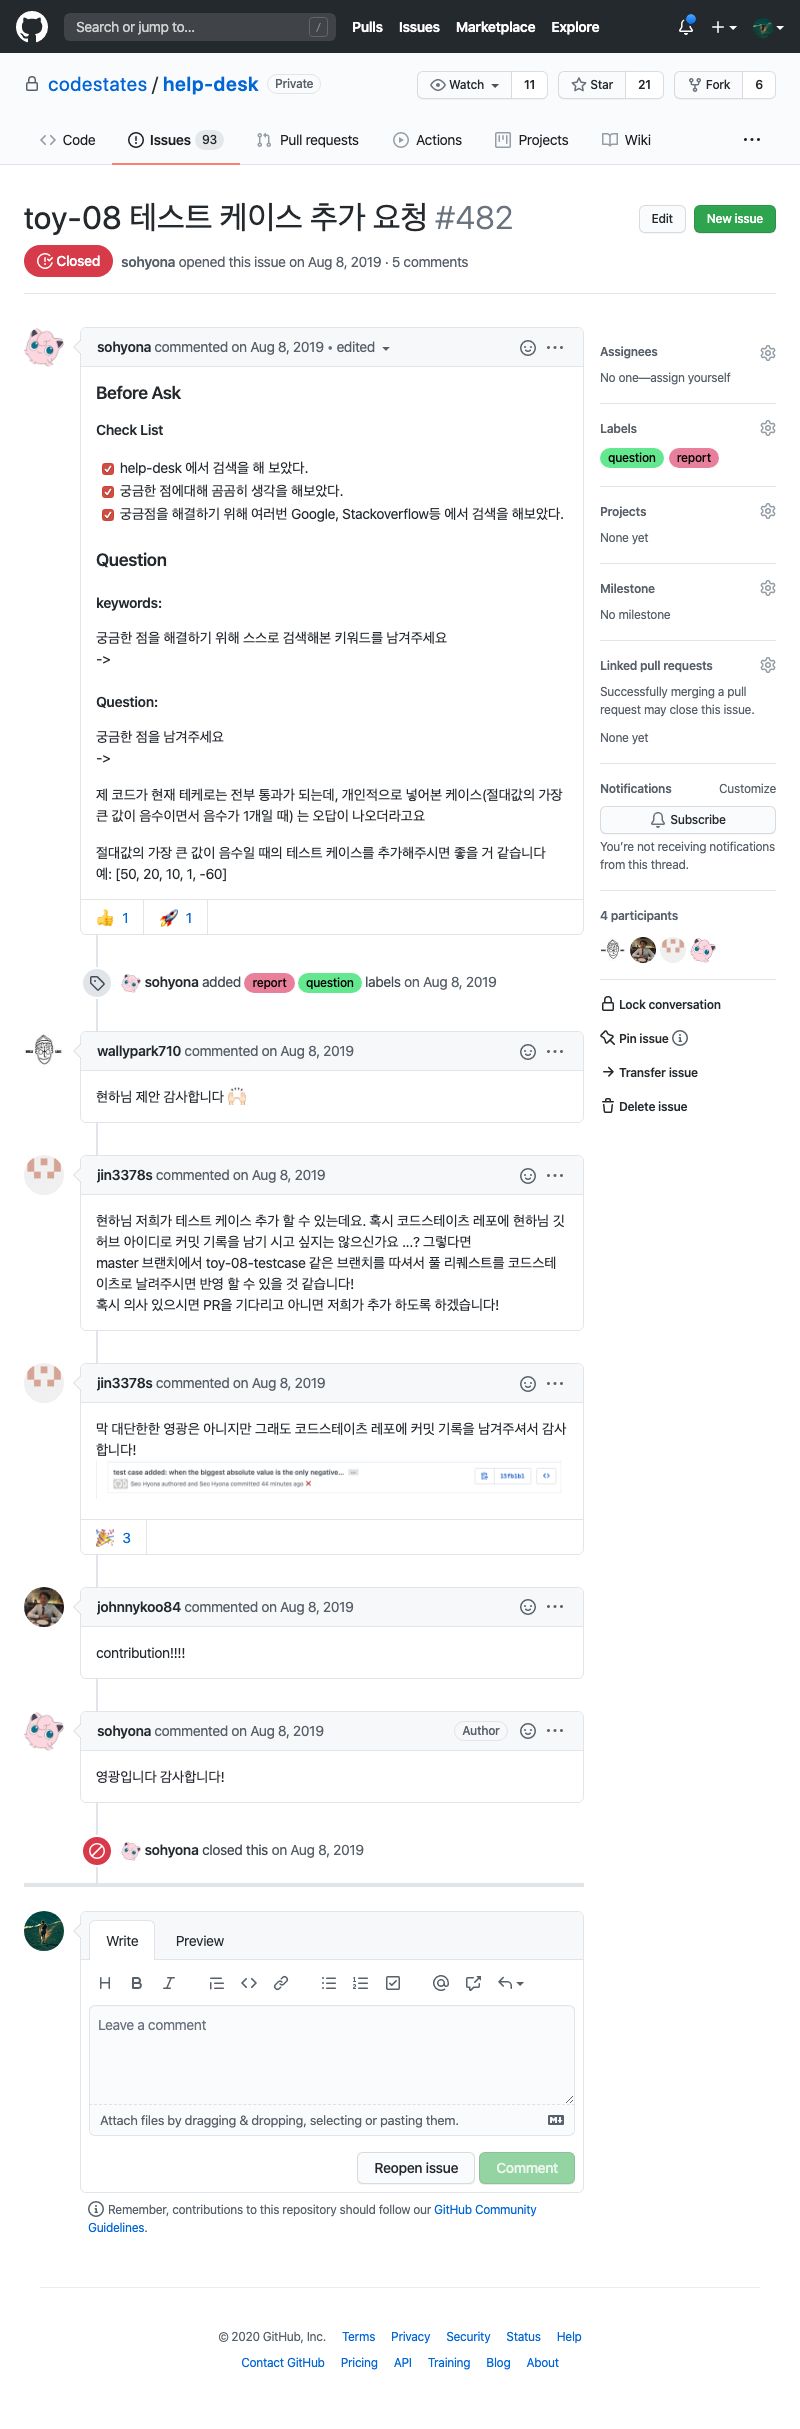 Search or jump to... /
Pulls Issues Marketplace Explore
codestates / help-desk Private
Watch 11 Star 21 Fork 6
Code Issues 93 Pull requests Actions Projects Wiki ...
toy-08 테스트 케이스 추가 요청 #482
Edit New issue
Closed sohyona opened this issue on Aug 8, 2019 · 5 comments
sohyona commented on Aug 8, 2019 • edited
Before Ask
Check List
help-desk 에서 검색을 해 보았다.
궁금한 점에대해 곰곰히 생각을 해보았다.
궁금점을 해결하기 위해 여러번 Google, Stackoverflow등 에서 검색을 해보았다.
Question
keywords:
궁금한 점을 해결하기 위해 스스로 검색해본 키워드를 남겨주세요
->
Question:
궁금한 점을 남겨주세요
->
제 코드가 현재 테케로는 전부 통과가 되는데, 개인적으로 넣어본 케이스(절대값의 가장
큰 값이 음수이면서 음수가 1개일 때) 는 오답이 나오더라고요
절대값의 가장 큰 값이 음수일 때의 테스트 케이스를 추가해주시면 좋을 거 같습니다
예: [50, 20, 10, 1, -60]
👍 1 🚀 1
sohyona added report question labels on Aug 8, 2019
wallypark710 commented on Aug 8, 2019
현하님 제안 감사합니다 🙌🏻
jin3378s commented on Aug 8, 2019
현하님 저희가 테스트 케이스 추가 할 수 있는데요. 혹시 코드스테이츠 레포에 현하님 깃
허브 아이디로 커밋 기록을 남기 시고 싶지는 않으신가요 ...? 그렇다면
master 브랜치에서 toy-08-testcase 같은 브랜치를 따셔서 풀 리퀘스트를 코드스테
이츠로 날려주시면 반영 할 수 있을 것 같습니다!
혹시 의사 있으시면 PR을 기다리고 아니면 저희가 추가 하도록 하겠습니다!
jin3378s commented on Aug 8, 2019
막 대단한한 영광은 아니지만 그래도 코드스테이츠 레포에 커밋 기록을 남겨주셔서 감사
합니다!
test case added: when the biggest absolute value is the only negative...
Seo Hyona authored and Seo Hyona committed 44 minutes ago
🎉 3
johnnykoo84 commented on Aug 8, 2019
contribution!!!!
sohyona commented on Aug 8, 2019 Author
영광입니다 감사합니다!
sohyona closed this on Aug 8, 2019
Write Preview
Leave a comment
Attach files by dragging & dropping, selecting or pasting them.
Reopen issue Comment
Remember, contributions to this repository should follow our GitHub Community
Guidelines.
Assignees
No one—assign yourself
Labels
question report
Projects
None yet
Milestone
No milestone
Linked pull requests
Successfully merging a pull
request may close this issue.
None yet
Notifications Customize
Subscribe
You're not receiving notifications
from this thread.
4 participants
Lock conversation
Pin issue
Transfer issue
Delete issue
© 2020 GitHub, Inc. Terms Privacy Security Status Help
Contact GitHub Pricing API Training Blog About